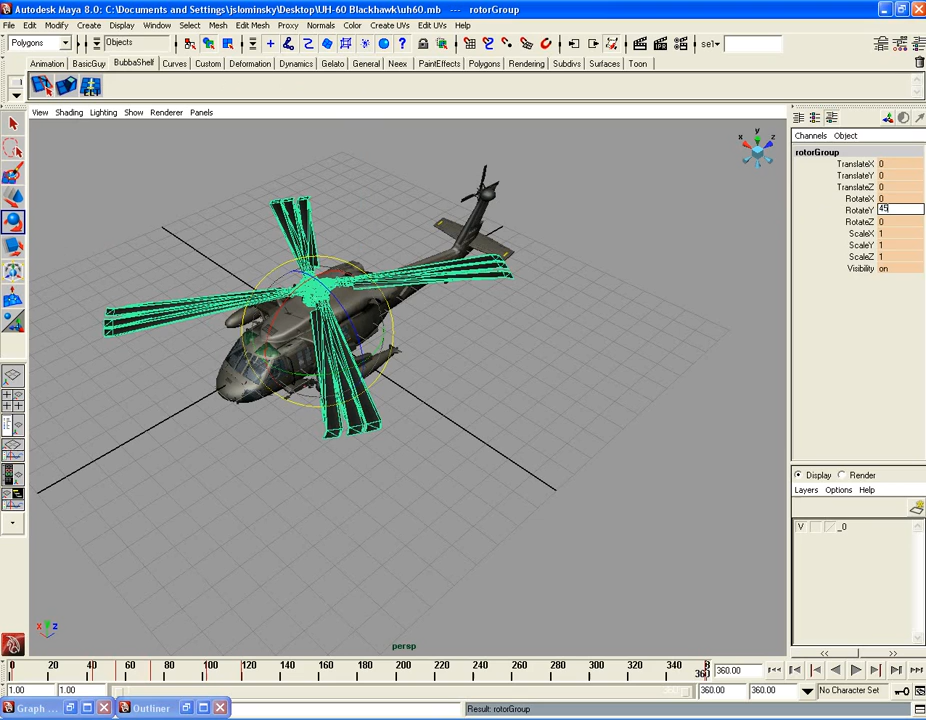 Autodesk Maya 8.0: C:\Documents and Settings\jslominsky\Desktop\UH-60 Blackhawk\uh60.mb --- rotorGroup
File Edit Modify Create Display Window Assets Select Mesh Edit Mesh Proxy Normals Color Create UVs Edit UVs Help
Polygons Objects sel
Animation BasicGuy BubbaShelf Curves Custom Deformation Dynamics Gelato General Neex PaintEffects Polygons Rendering Subdivs Surfaces Toon
View Shading Lighting Show Renderer Panels
Channels Object
rotorGroup
TranslateX 0
TranslateY 0
TranslateZ 0
RotateX 0
RotateY 45
RotateZ 0
ScaleX 1
ScaleY 1
ScaleZ 1
Visibility on
y
x z
Display Render
Layers Options Help
V _0
x y z
persp
0 20 40 60 80 100 120 140 160 180 200 220 240 260 280 300 320 340 360 360.00
1.00 1.00 360.00 360.00 No Character Set
Graph ... Outliner Result: rotorGroup